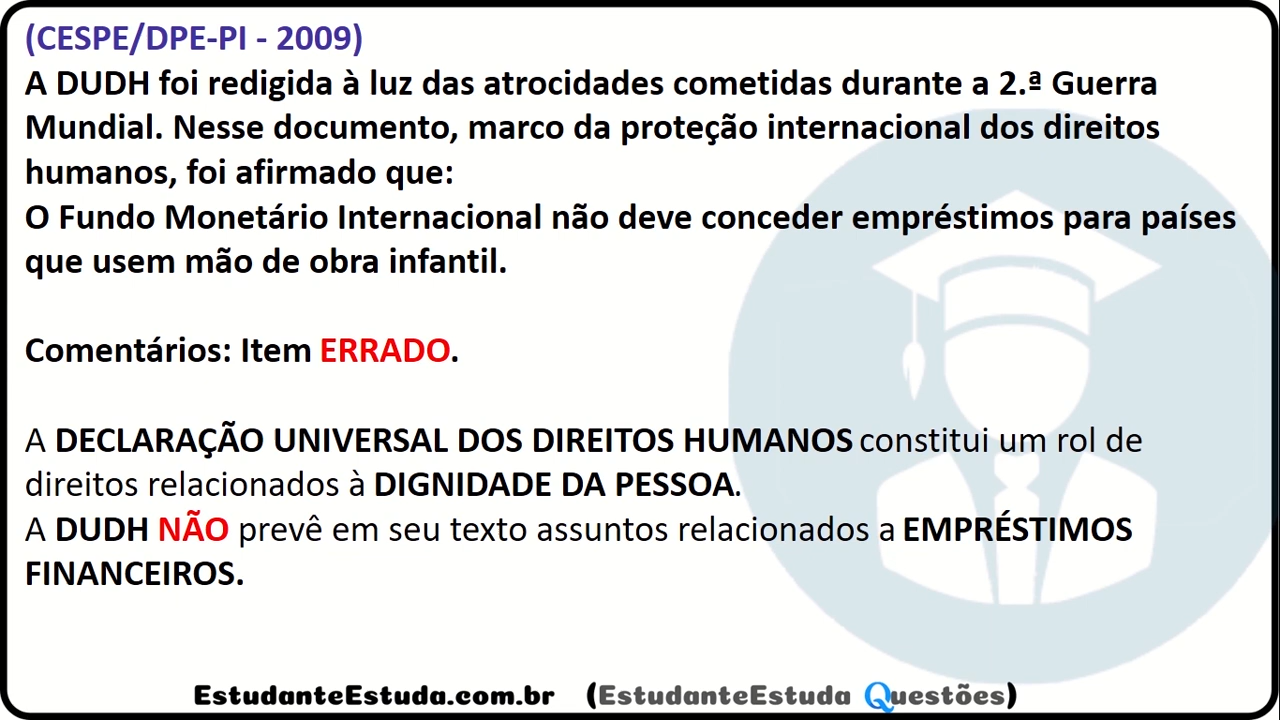 (CESPE/DPE-PI - 2009)
A DUDH foi redigida à luz das atrocidades cometidas durante a 2.ª Guerra
Mundial. Nesse documento, marco da proteção internacional dos direitos
humanos, foi afirmado que:
O Fundo Monetário Internacional não deve conceder empréstimos para países
que usem mão de obra infantil.
Comentários: Item ERRADO.
A DECLARAÇÃO UNIVERSAL DOS DIREITOS HUMANOS constitui um rol de
direitos relacionados à DIGNIDADE DA PESSOA.
A DUDH NÃO prevê em seu texto assuntos relacionados a EMPRÉSTIMOS
FINANCEIROS.
EstudanteEstuda.com.br (EstudanteEstuda Questões)